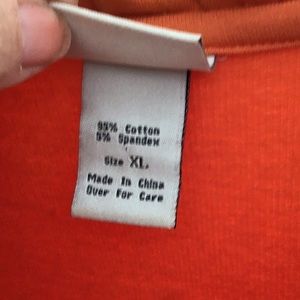 95% Cotton
5% Spandex
Size XL
Made In China
Over For Care